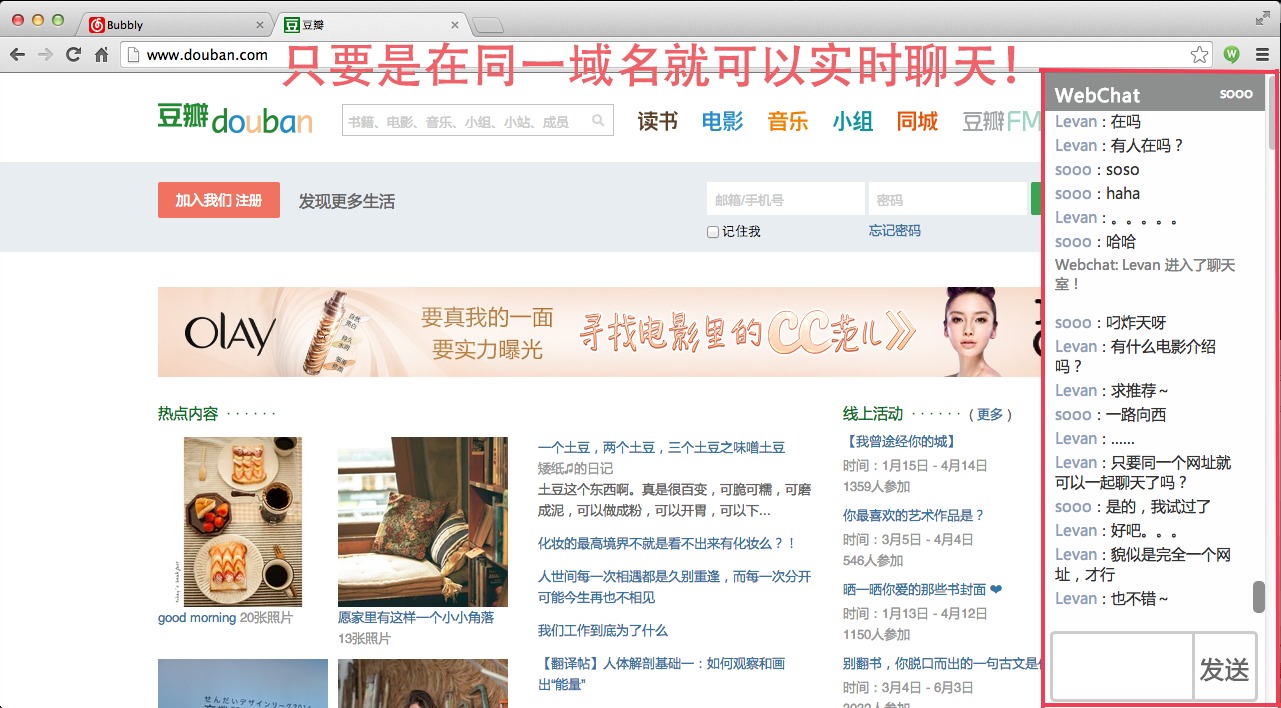 Bubbly
豆瓣
www.douban.com
只要是在同一域名就可以实时聊天!
豆瓣douban
书籍、电影、音乐、小组、小站、成员
读书 电影 音乐 小组 同城 豆瓣FM
加入我们 注册 发现更多生活
邮箱/手机号 密码
记住我 忘记密码
OLAY
要真我的一面
要实力曝光
寻找电影里的CC范儿
热点内容 · · · · · ·
good morning 20张照片
愿家里有这样一个小小角落
13张照片
一个土豆，两个土豆，三个土豆之味噌土豆
矮纸♫的日记
土豆这个东西啊。真是很百变，可脆可糯，可磨
成泥，可以做成粉，可以开胃，可以下...
化妆的最高境界不就是看不出来有化妆么？！
人世间每一次相遇都是久别重逢，而每一次分开
可能今生再也不相见
我们工作到底为了什么
【翻译帖】人体解剖基础一：如何观察和画
出“能量”
线上活动 · · · · · · ( 更多 )
【我曾途经你的城】
时间：1月15日 - 4月14日
1359人参加
你最喜欢的艺术作品是？
时间：3月5日 - 4月4日
546人参加
晒一晒你爱的那些书封面 ❤
时间：1月13日 - 4月12日
1150人参加
别翻书，你脱口而出的一句古文是什
时间：3月4日 - 6月3日
WebChat sooo
Levan：在吗
Levan：有人在吗？
sooo：soso
sooo：haha
Levan：。。。。。
sooo：哈哈
Webchat: Levan 进入了聊天
室！
sooo：叼炸天呀
Levan：有什么电影介绍
吗？
Levan：求推荐～
sooo：一路向西
Levan：......
Levan：只要同一个网址就
可以一起聊天了吗？
sooo：是的，我试过了
Levan：好吧。。。
Levan：貌似是完全一个网
址，才行
Levan：也不错～
发送